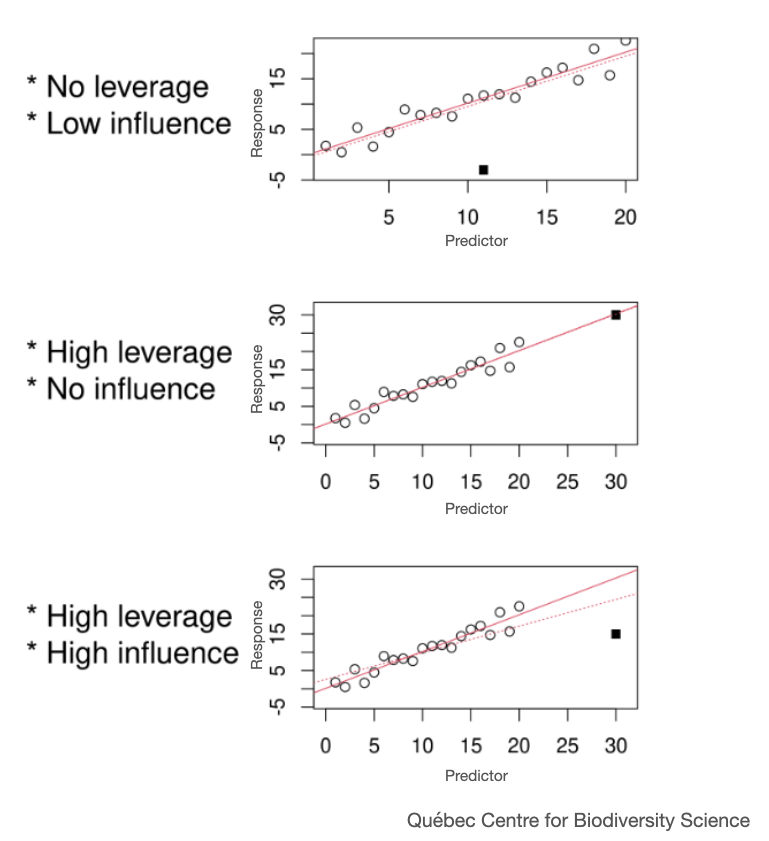 * No leverage
* Low influence
Response
15
5
-5
5 10 15 20
Predictor
* High leverage
* No influence
Response
30
15
5
-5
0 5 10 15 20 25 30
Predictor
* High leverage
* High influence
Response
30
15
5
-5
0 5 10 15 20 25 30
Predictor
Québec Centre for Biodiversity Science